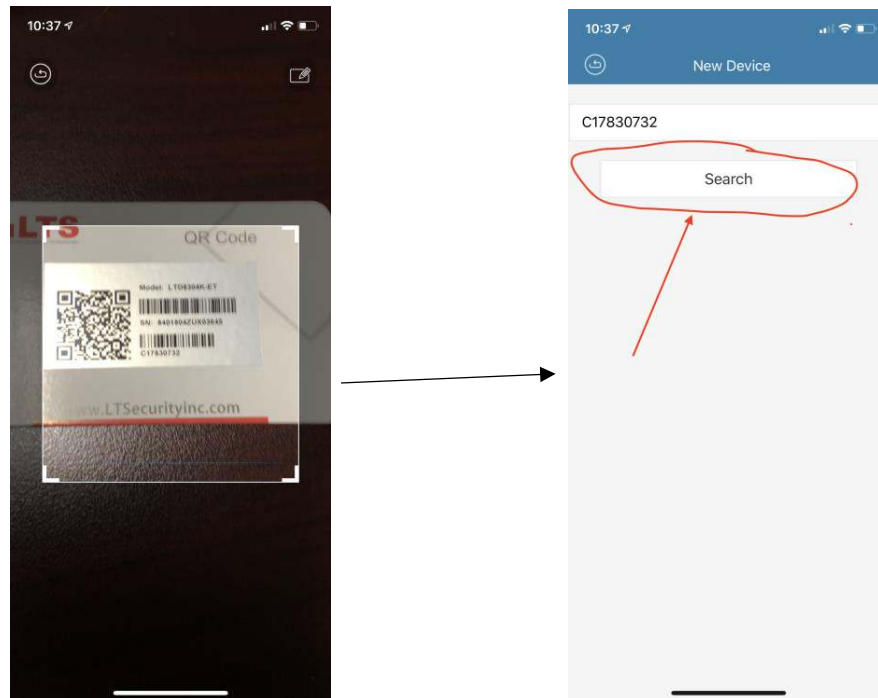 10:37
LTS
QR Code
Model: LTD8304K-ET
C17830732
www.LTSecurityinc.com
10:37
New Device
C17830732
Search